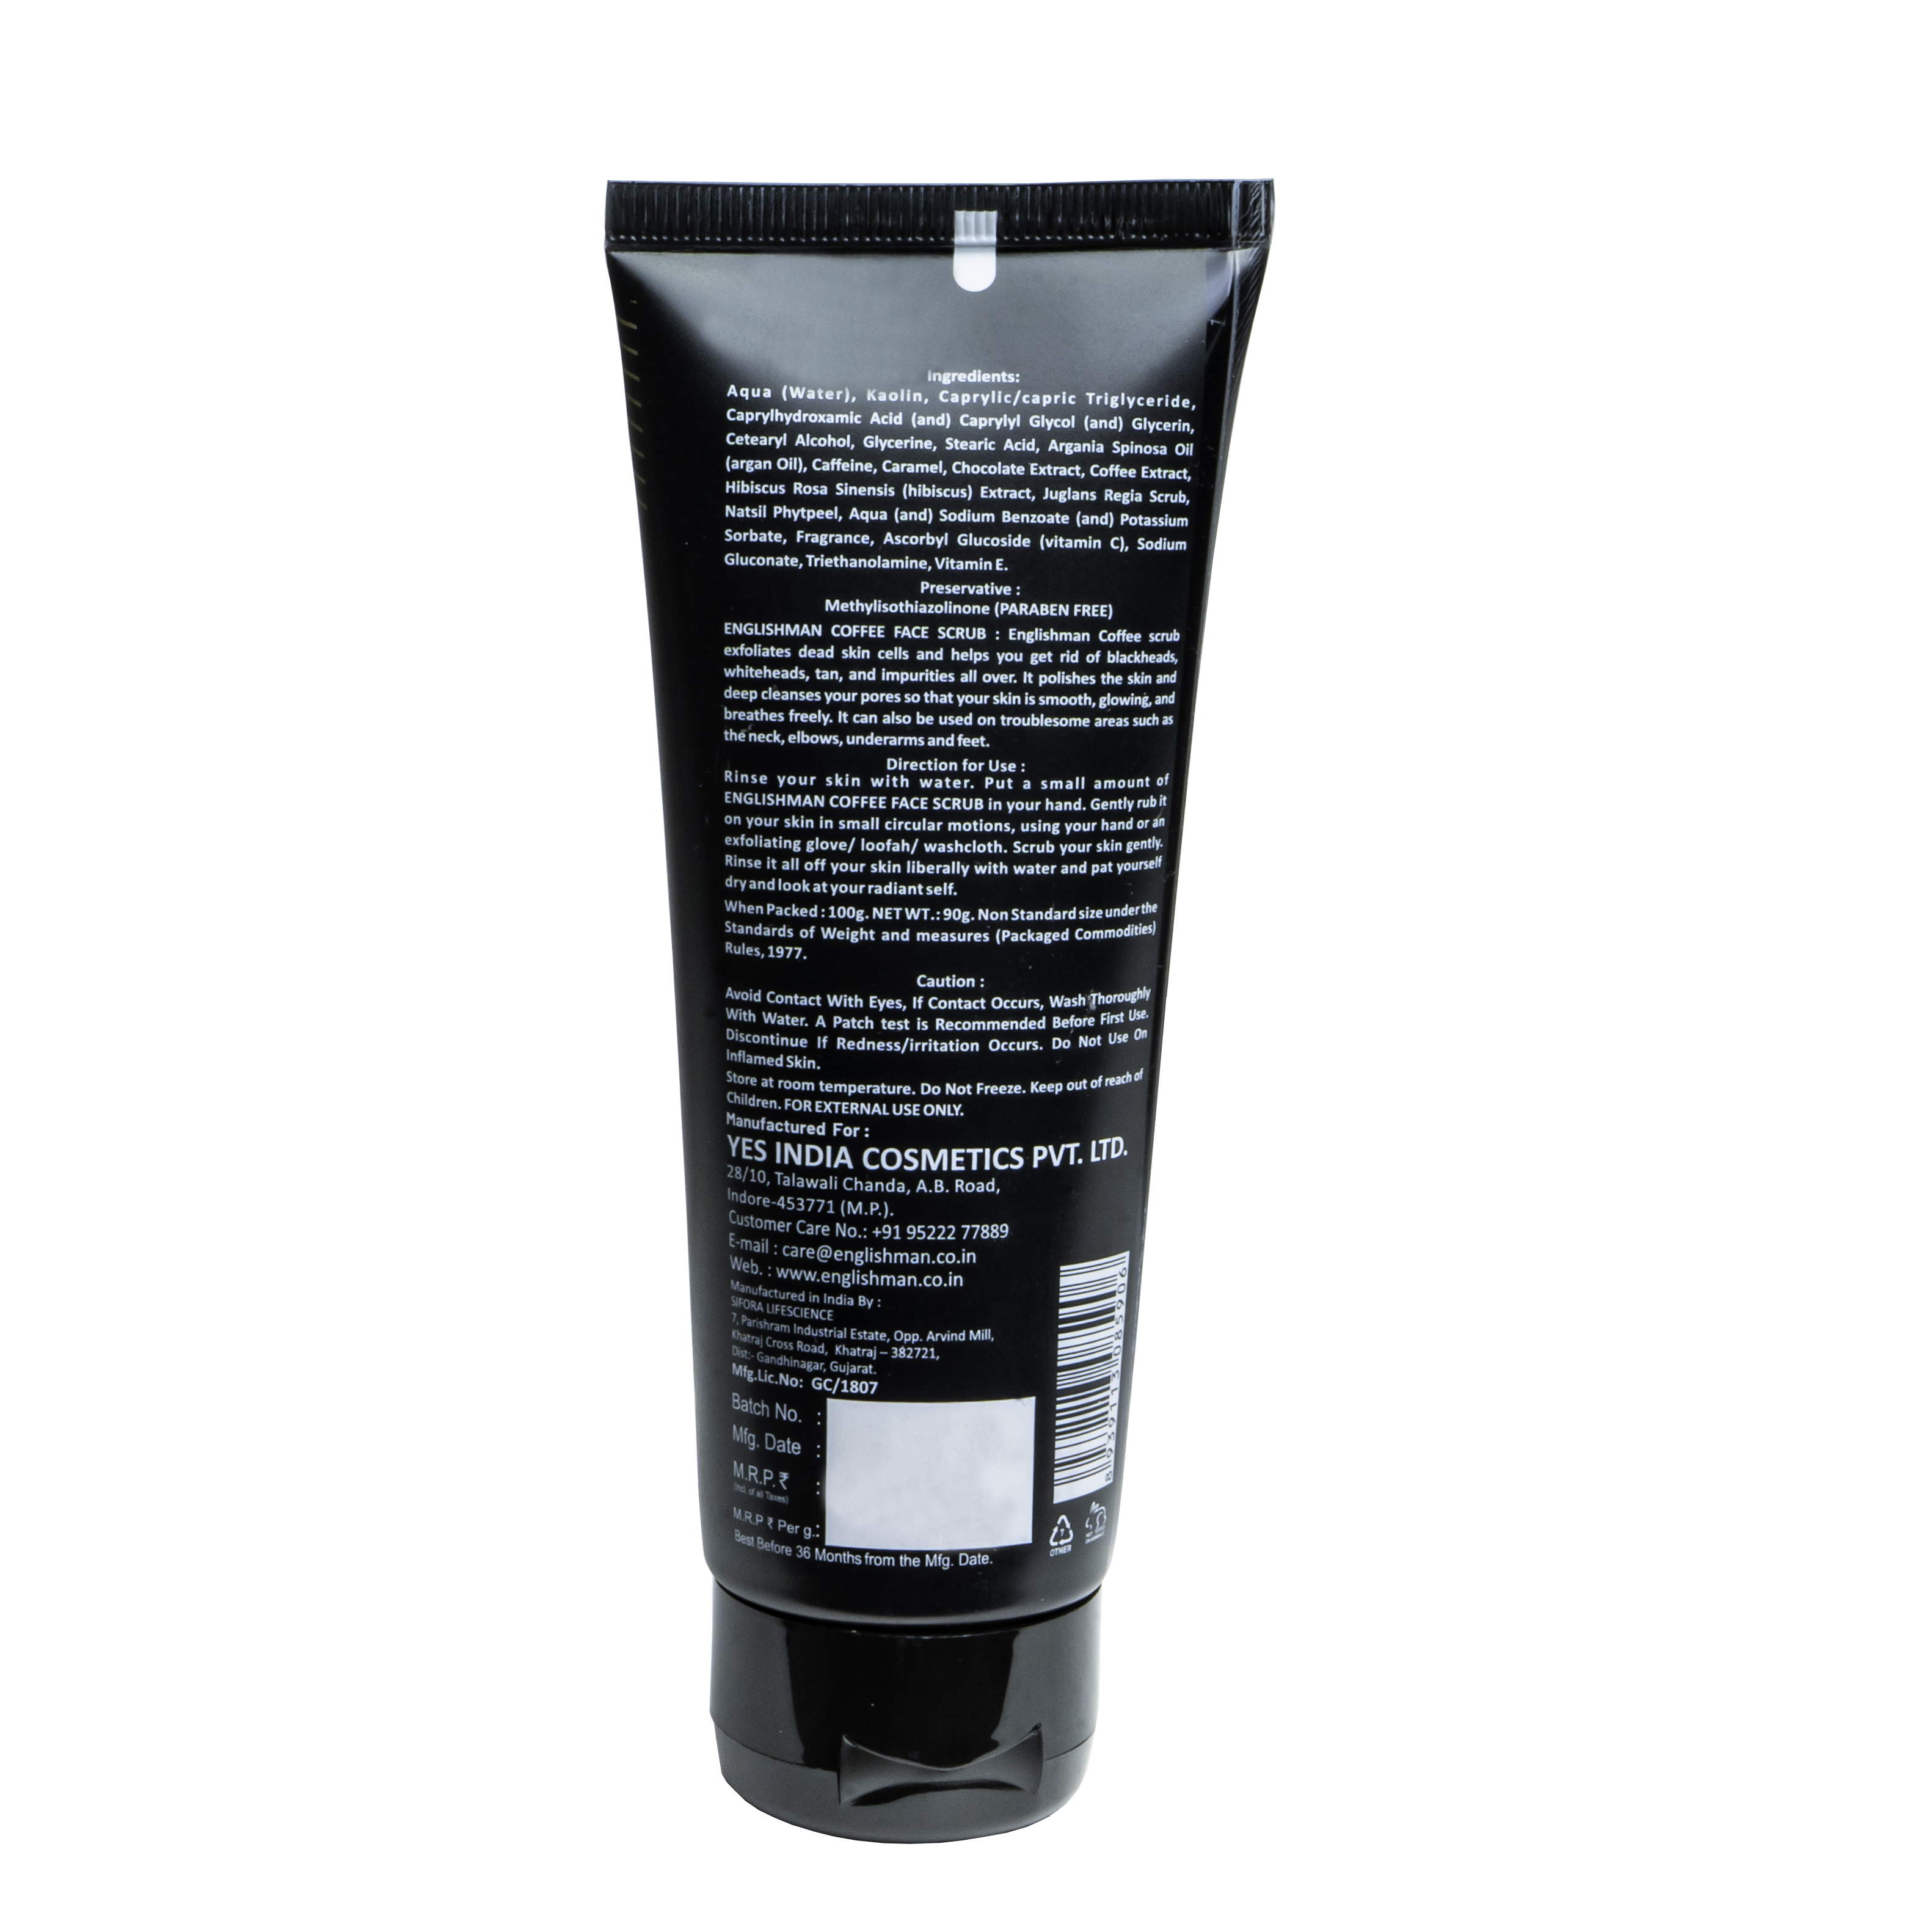 Ingredients:
Aqua (Water), Kaolin, Caprylic/capric Triglyceride,
Caprylhydroxamic Acid (and) Caprylyl Glycol (and) Glycerin,
Cetearyl Alcohol, Glycerine, Stearic Acid, Argania Spinosa Oil
(argan Oil), Caffeine, Caramel, Chocolate Extract, Coffee Extract,
Hibiscus Rosa Sinensis (hibiscus) Extract, Juglans Regia Scrub,
Natsil Phytpeel, Aqua (and) Sodium Benzoate (and) Potassium
Sorbate, Fragrance, Ascorbyl Glucoside (vitamin C), Sodium
Gluconate, Triethanolamine, Vitamin E.
Preservative :
Methylisothiazolinone (PARABEN FREE)
ENGLISHMAN COFFEE FACE SCRUB : Englishman Coffee scrub
exfoliates dead skin cells and helps you get rid of blackheads,
whiteheads, tan, and impurities all over. It polishes the skin and
deep cleanses your pores so that your skin is smooth, glowing, and
breathes freely. It can also be used on troublesome areas such as
the neck, elbows, underarms and feet.
Direction for Use :
Rinse your skin with water. Put a small amount of
ENGLISHMAN COFFEE FACE SCRUB in your hand. Gently rub it
on your skin in small circular motions, using your hand or an
exfoliating glove/ loofah/ washcloth. Scrub your skin gently.
Rinse it all off your skin liberally with water and pat yourself
dry and look at your radiant self.
When Packed : 100g. NET WT. : 90g. Non Standard size under the
Standards of Weight and measures (Packaged Commodities)
Rules, 1977.
Caution :
Avoid Contact With Eyes, If Contact Occurs, Wash Thoroughly
With Water. A Patch test is Recommended Before First Use.
Discontinue If Redness/irritation Occurs. Do Not Use On
Inflamed Skin.
Store at room temperature. Do Not Freeze. Keep out of reach of
Children. FOR EXTERNAL USE ONLY.
Manufactured For :
YES INDIA COSMETICS PVT. LTD.
28/10, Talawali Chanda, A.B. Road,
Indore-453771 (M.P.).
Customer Care No.: +91 95222 77889
E-mail : care@englishman.co.in
Web. : www.englishman.co.in
Manufactured in India By :
SIFORA LIFESCIENCE
7, Parishram Industrial Estate, Opp. Arvind Mill,
Khatraj Cross Road, Khatraj – 382721,
Dist:- Gandhinagar, Gujarat.
Mfg.Lic.No: GC/1807
Batch No. :
Mfg. Date :
M.R.P. ₹ :
(Incl. of all Taxes)
M.R.P ₹ Per g.:
Best Before 36 Months from the Mfg. Date.
8 939113 085906
7
OTHER